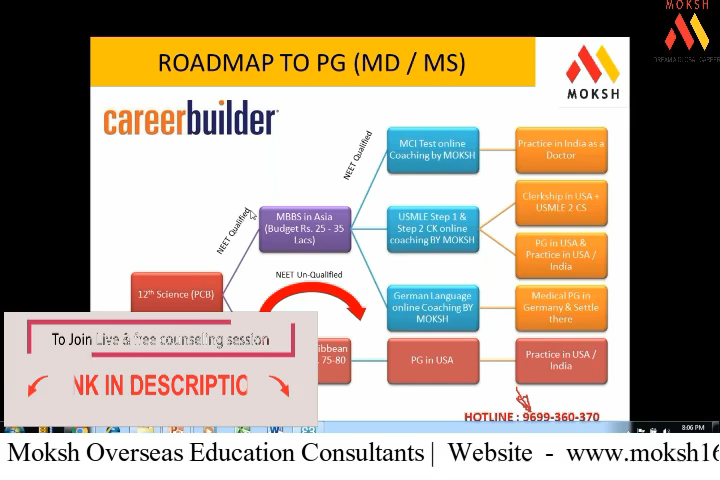 MOKSH
DREAM A GLOBAL CAREER
ROADMAP TO PG (MD / MS)
MOKSH
careerbuilder
NEET Qualified
NEET Qualified
MCI Test online
Coaching by MOKSH
Practice in India as a
Doctor
MBBS in Asia
(Budget Rs. 25 - 35
Lacs)
USMLE Step 1 &
Step 2 CK online
coaching BY MOKSH
Clerkship in USA +
USMLE 2 CS
PG in USA &
Practice in USA /
India
NEET Un-Qualified
12th Science (PCB)
German Language
online Coaching BY
MOKSH
Medical PG in
Germany & Settle
there
ribbean
75-80
PG in USA
Practice in USA /
India
To Join Live & free counseling session
NK IN DESCRIPTIO
HOTLINE : 9699-360-370
8:06 PM
Moksh Overseas Education Consultants | Website - www.moksh16